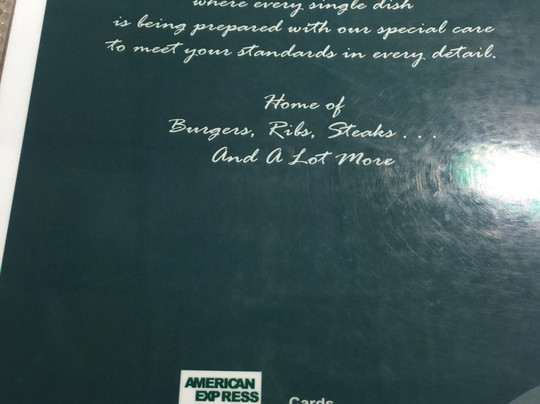 where every single dish
is being prepared with our special care
to meet your standards in every detail.
Home of
Burgers, Ribs, Steaks . . .
And A Lot More
AMERICAN
EXPRESS
Cards